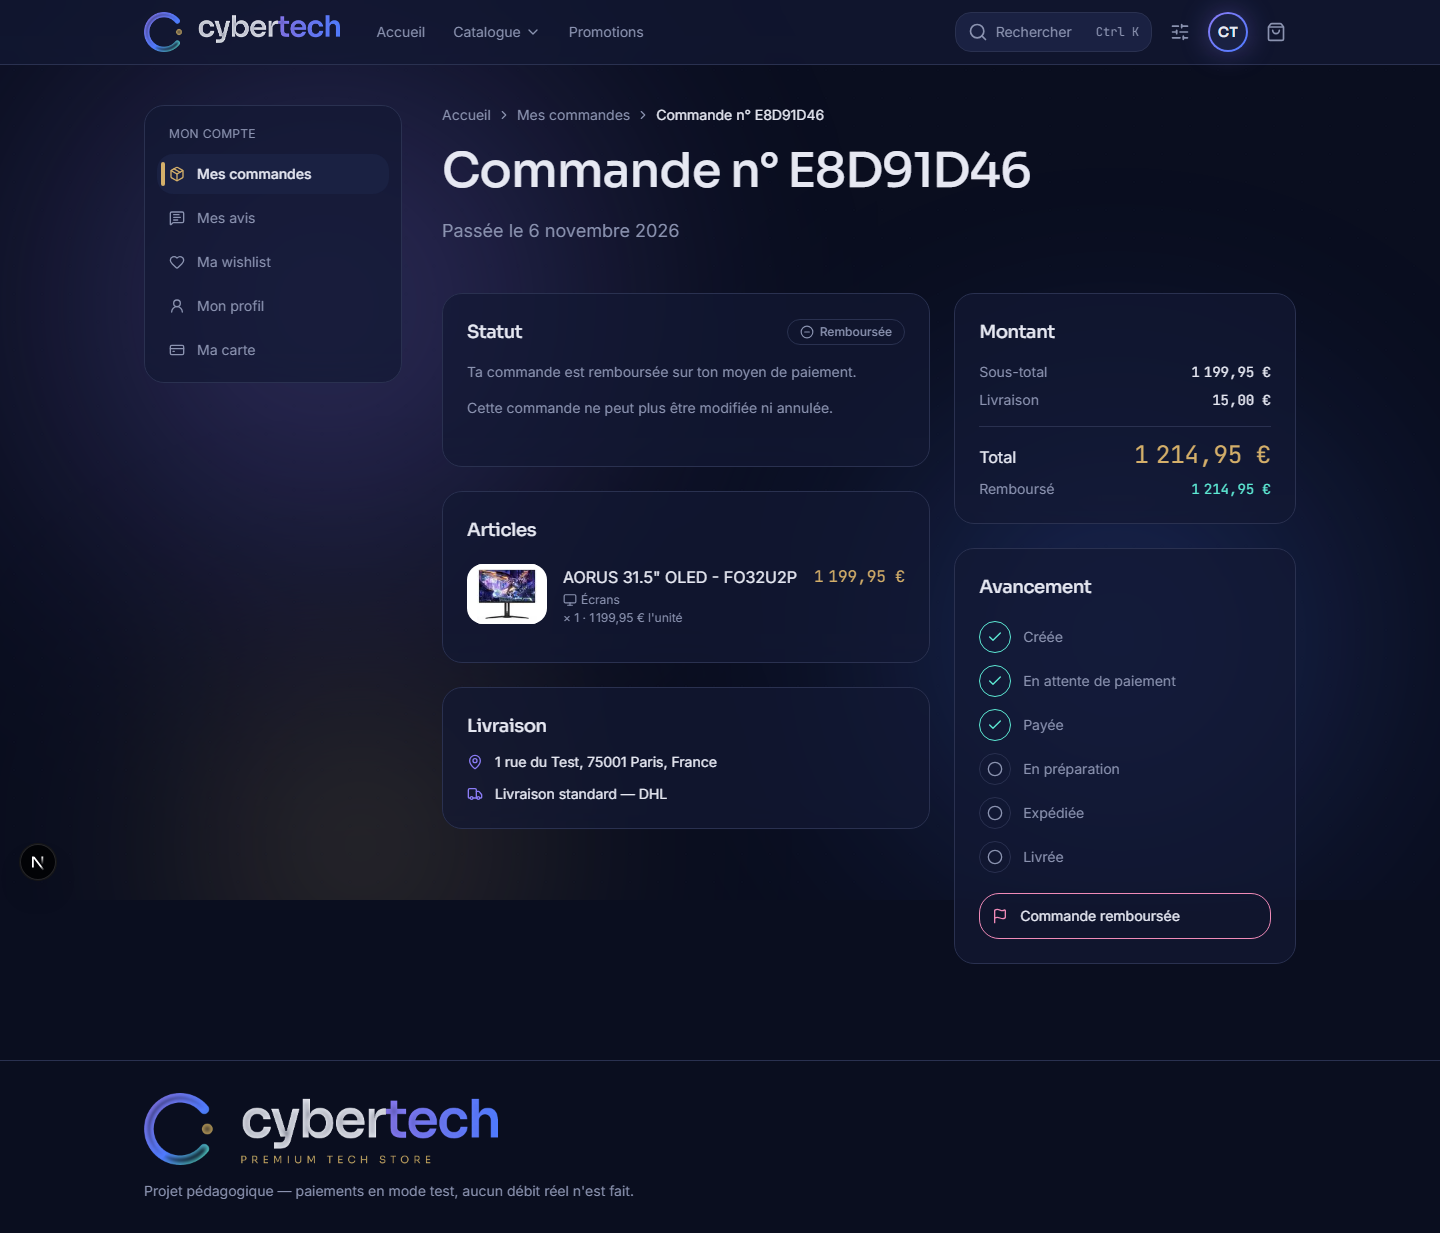 cybertech
Accueil
Catalogue
Promotions
Rechercher
Ctrl K
CT
MON COMPTE
Mes commandes
Mes avis
Ma wishlist
Mon profil
Ma carte
Accueil > Mes commandes > Commande n° E8D91D46
Commande n° E8D91D46
Passée le 6 novembre 2026
Statut
Remboursée
Ta commande est remboursée sur ton moyen de paiement.
Cette commande ne peut plus être modifiée ni annulée.
Articles
AORUS 31.5" OLED - FO32U2P
1 199,95 €
Écrans
× 1 · 1 199,95 € l'unité
Livraison
1 rue du Test, 75001 Paris, France
Livraison standard — DHL
Montant
Sous-total 1 199,95 €
Livraison 15,00 €
Total 1 214,95 €
Remboursé 1 214,95 €
Avancement
Créée
En attente de paiement
Payée
En préparation
Expédiée
Livrée
Commande remboursée
N
cybertech
PREMIUM TECH STORE
Projet pédagogique — paiements en mode test, aucun débit réel n'est fait.